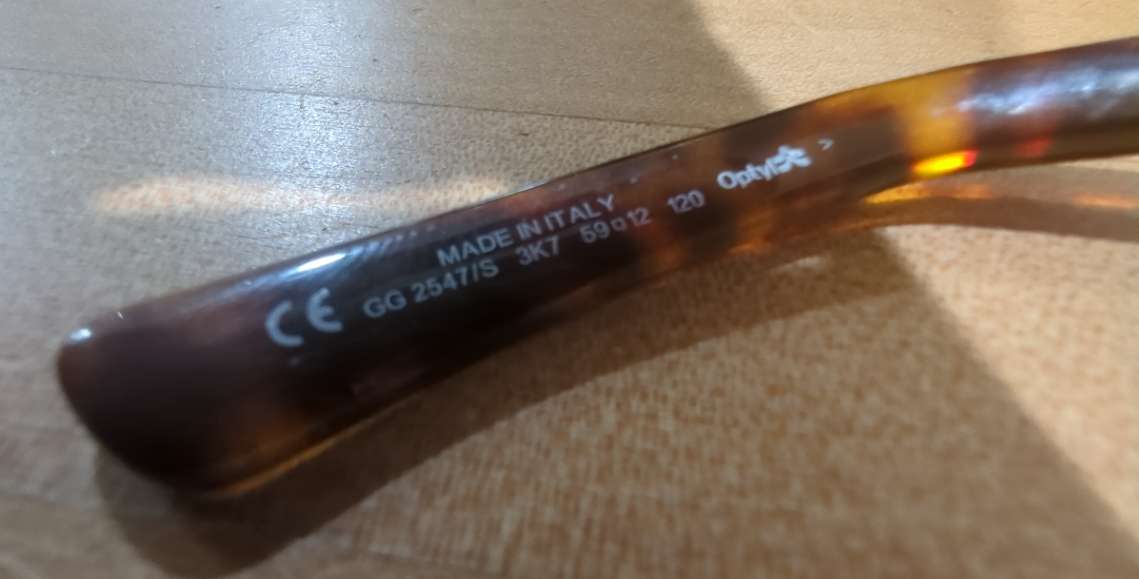 MADE IN ITALY
CE GG 2547/S 3K7 59□12 120 Optyl